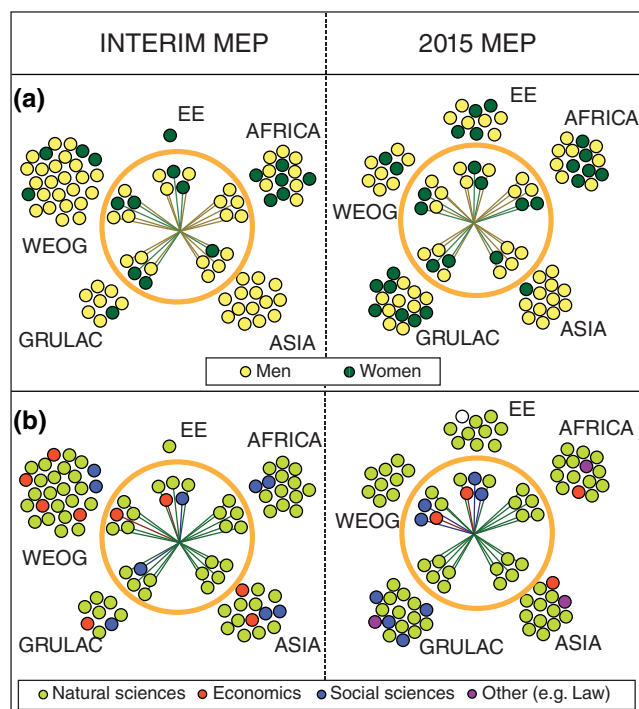 INTERIM MEP
2015 MEP
(a)
EE
AFRICA
WEOG
GRULAC
ASIA
EE
AFRICA
WEOG
GRULAC
ASIA
Men Women
(b)
EE
AFRICA
WEOG
GRULAC
ASIA
EE
AFRICA
WEOG
GRULAC
ASIA
Natural sciences Economics Social sciences Other (e.g. Law)